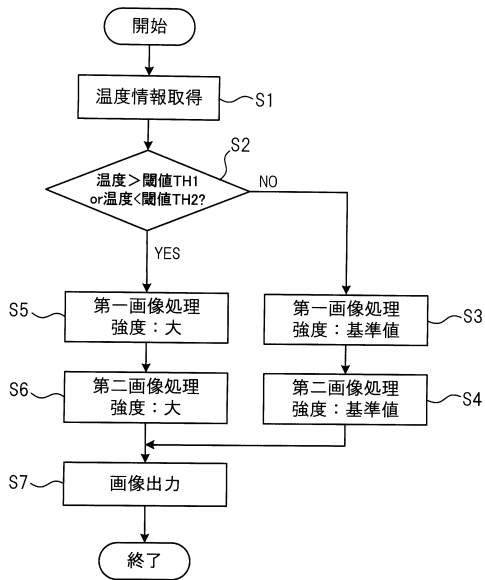 開始
温度情報取得
S1
S2
温度＞閾値TH1
or温度<閾値TH2?
NO
YES
S5
第一画像処理
強度：大
第一画像処理
強度：基準値
S3
S6
第二画像処理
強度：大
第二画像処理
強度：基準値
S4
S7
画像出力
終了